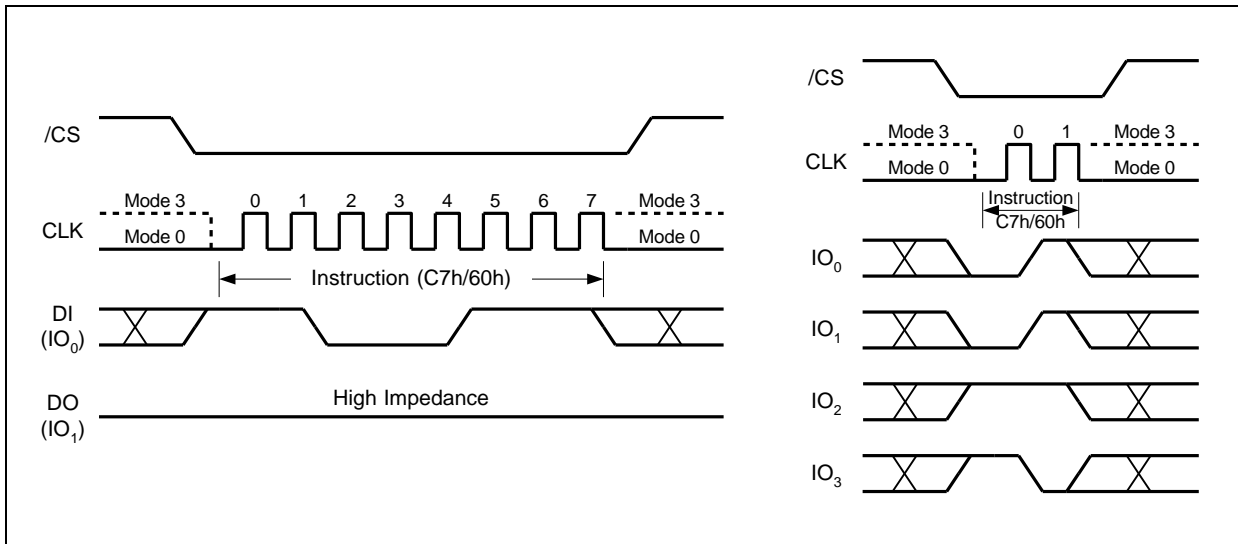 /CS
Mode 3
0 1 2 3 4 5 6 7
Mode 3
CLK
Mode 0
Mode 0
Instruction (C7h/60h)
DI
(IO0)
High Impedance
DO
(IO1)
/CS
Mode 3
0 1
Mode 3
CLK
Mode 0
Mode 0
Instruction
C7h/60h
IO0
IO1
IO2
IO3